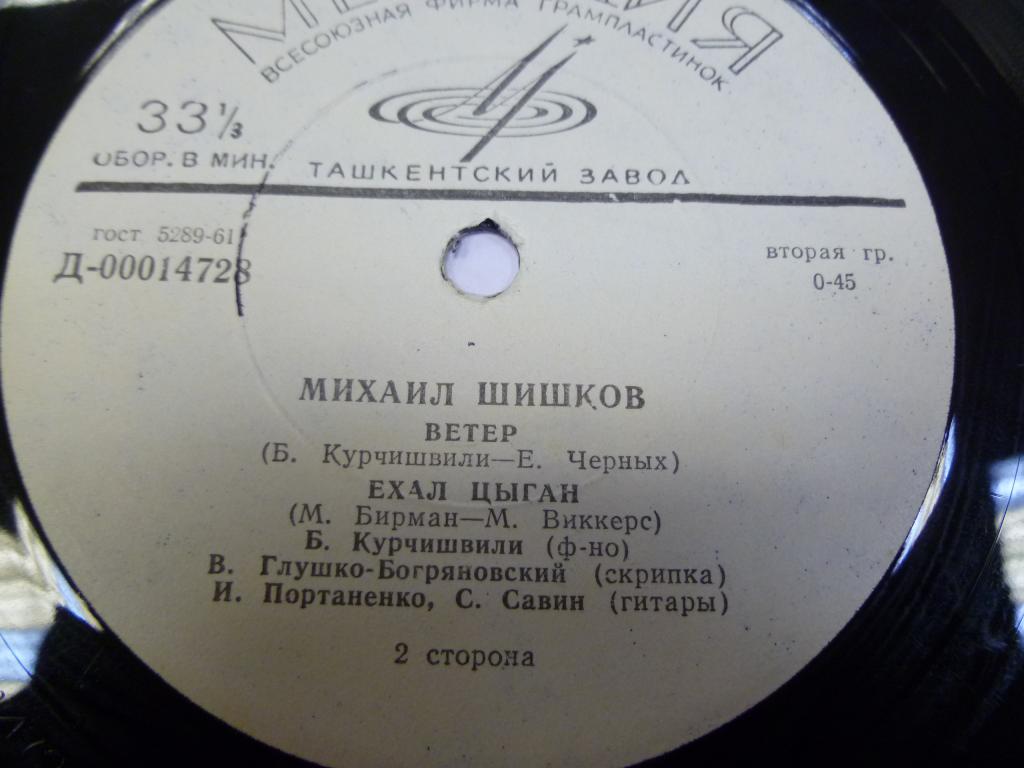 ВСЕСОЮЗНАЯ ФИРМА ГРАМПЛАСТИНОК
33⅓
ОБОР. В МИН.
ТАШКЕНТСКИЙ ЗАВОД
гост 5289-61
Д-00014728
вторая гр.
0-45
МИХАИЛ ШИШКОВ
ВЕТЕР
(Б. Курчишвили—Е. Черных)
ЕХАЛ ЦЫГАН
(М. Бирман—М. Виккерс)
Б. Курчишвили (ф-но)
В. Глушко-Богряновский (скрипка)
И. Портаненко, С. Савин (гитары)
2 сторона